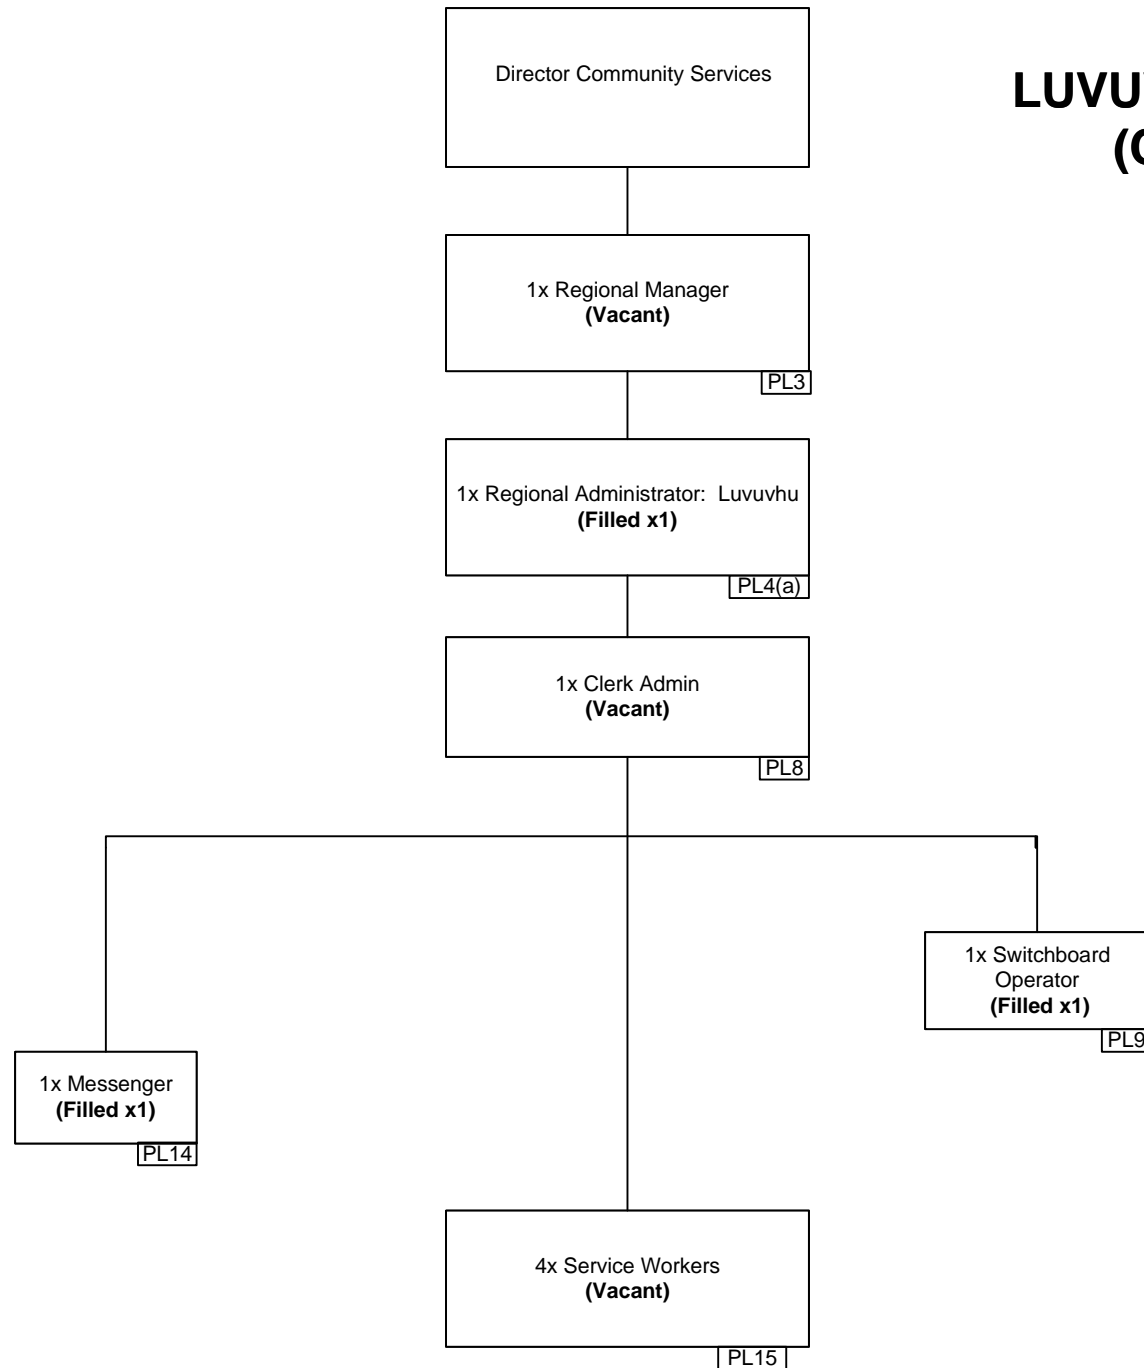 Director Community Services
LUVU
(
1x Regional Manager
(Vacant)
PL3
1x Regional Administrator: Luvuvhu
(Filled x1)
PL4(a)
1x Clerk Admin
(Vacant)
PL8
1x Switchboard
Operator
(Filled x1)
PL9
1x Messenger
(Filled x1)
PL14
4x Service Workers
(Vacant)
PL15